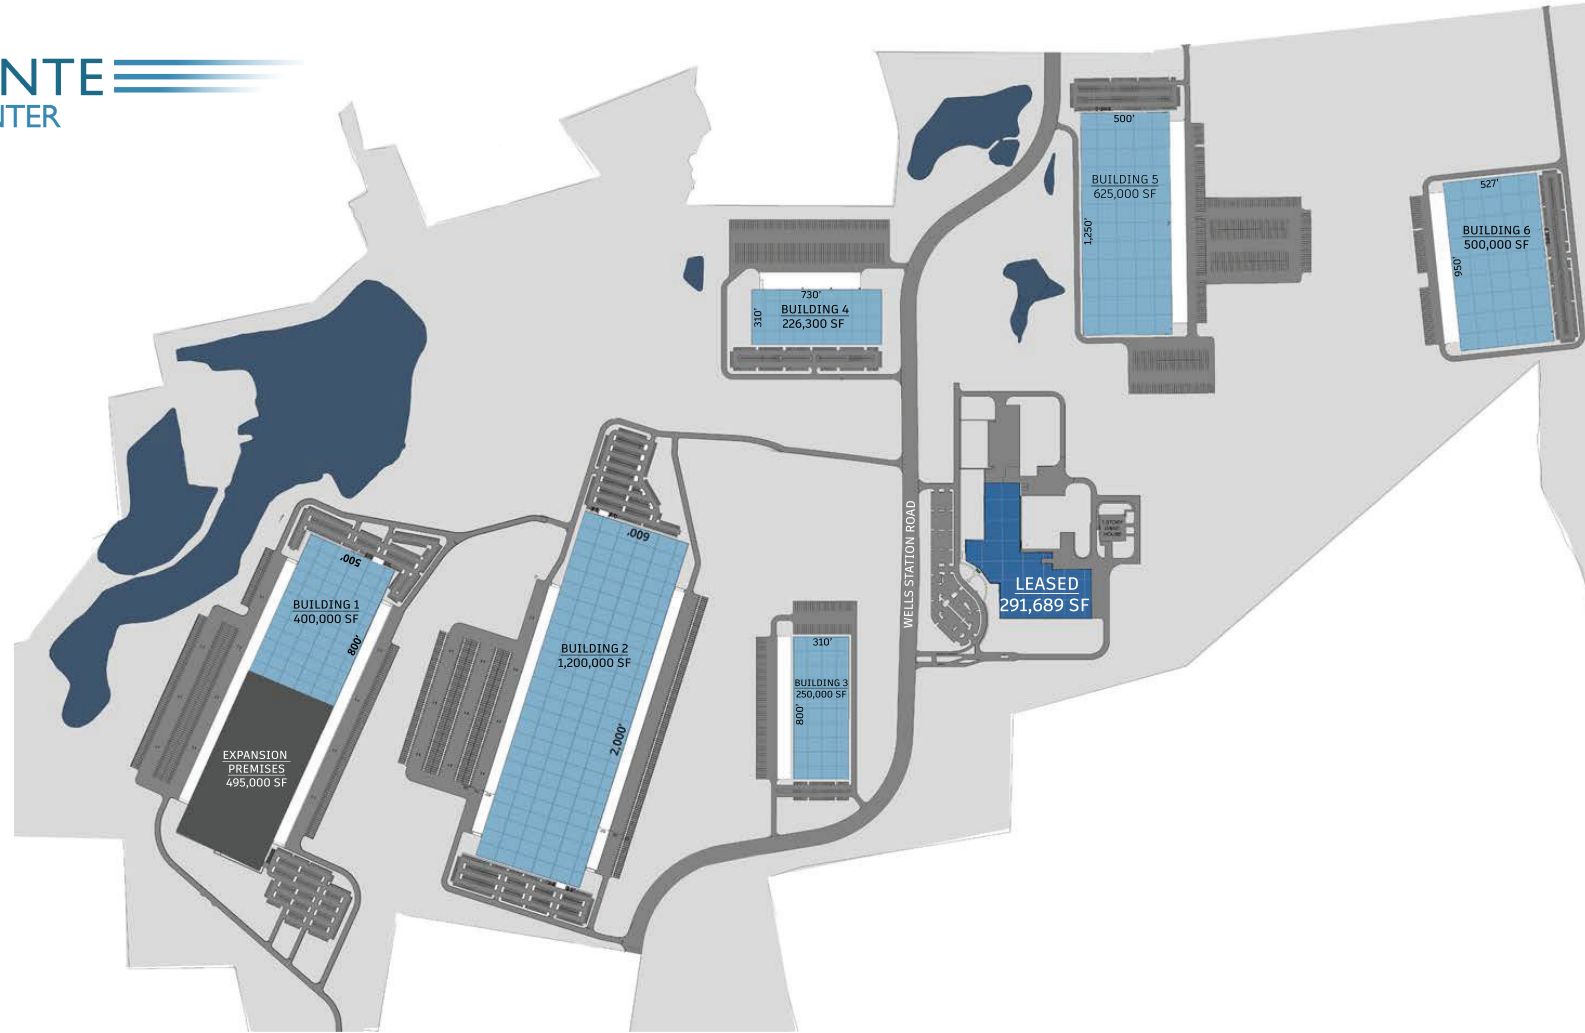 NTE
NTER
500'
BUILDING 5
625,000 SF
1,250'
527'
BUILDING 6
500,000 SF
950'
730'
310'
BUILDING 4
226,300 SF
600'
500'
BUILDING 1
400,000 SF
800'
EXPANSION
PREMISES
495,000 SF
BUILDING 2
1,200,000 SF
2,000'
310'
BUILDING 3
250,000 SF
800'
WELLS STATION ROAD
LEASED
291,689 SF